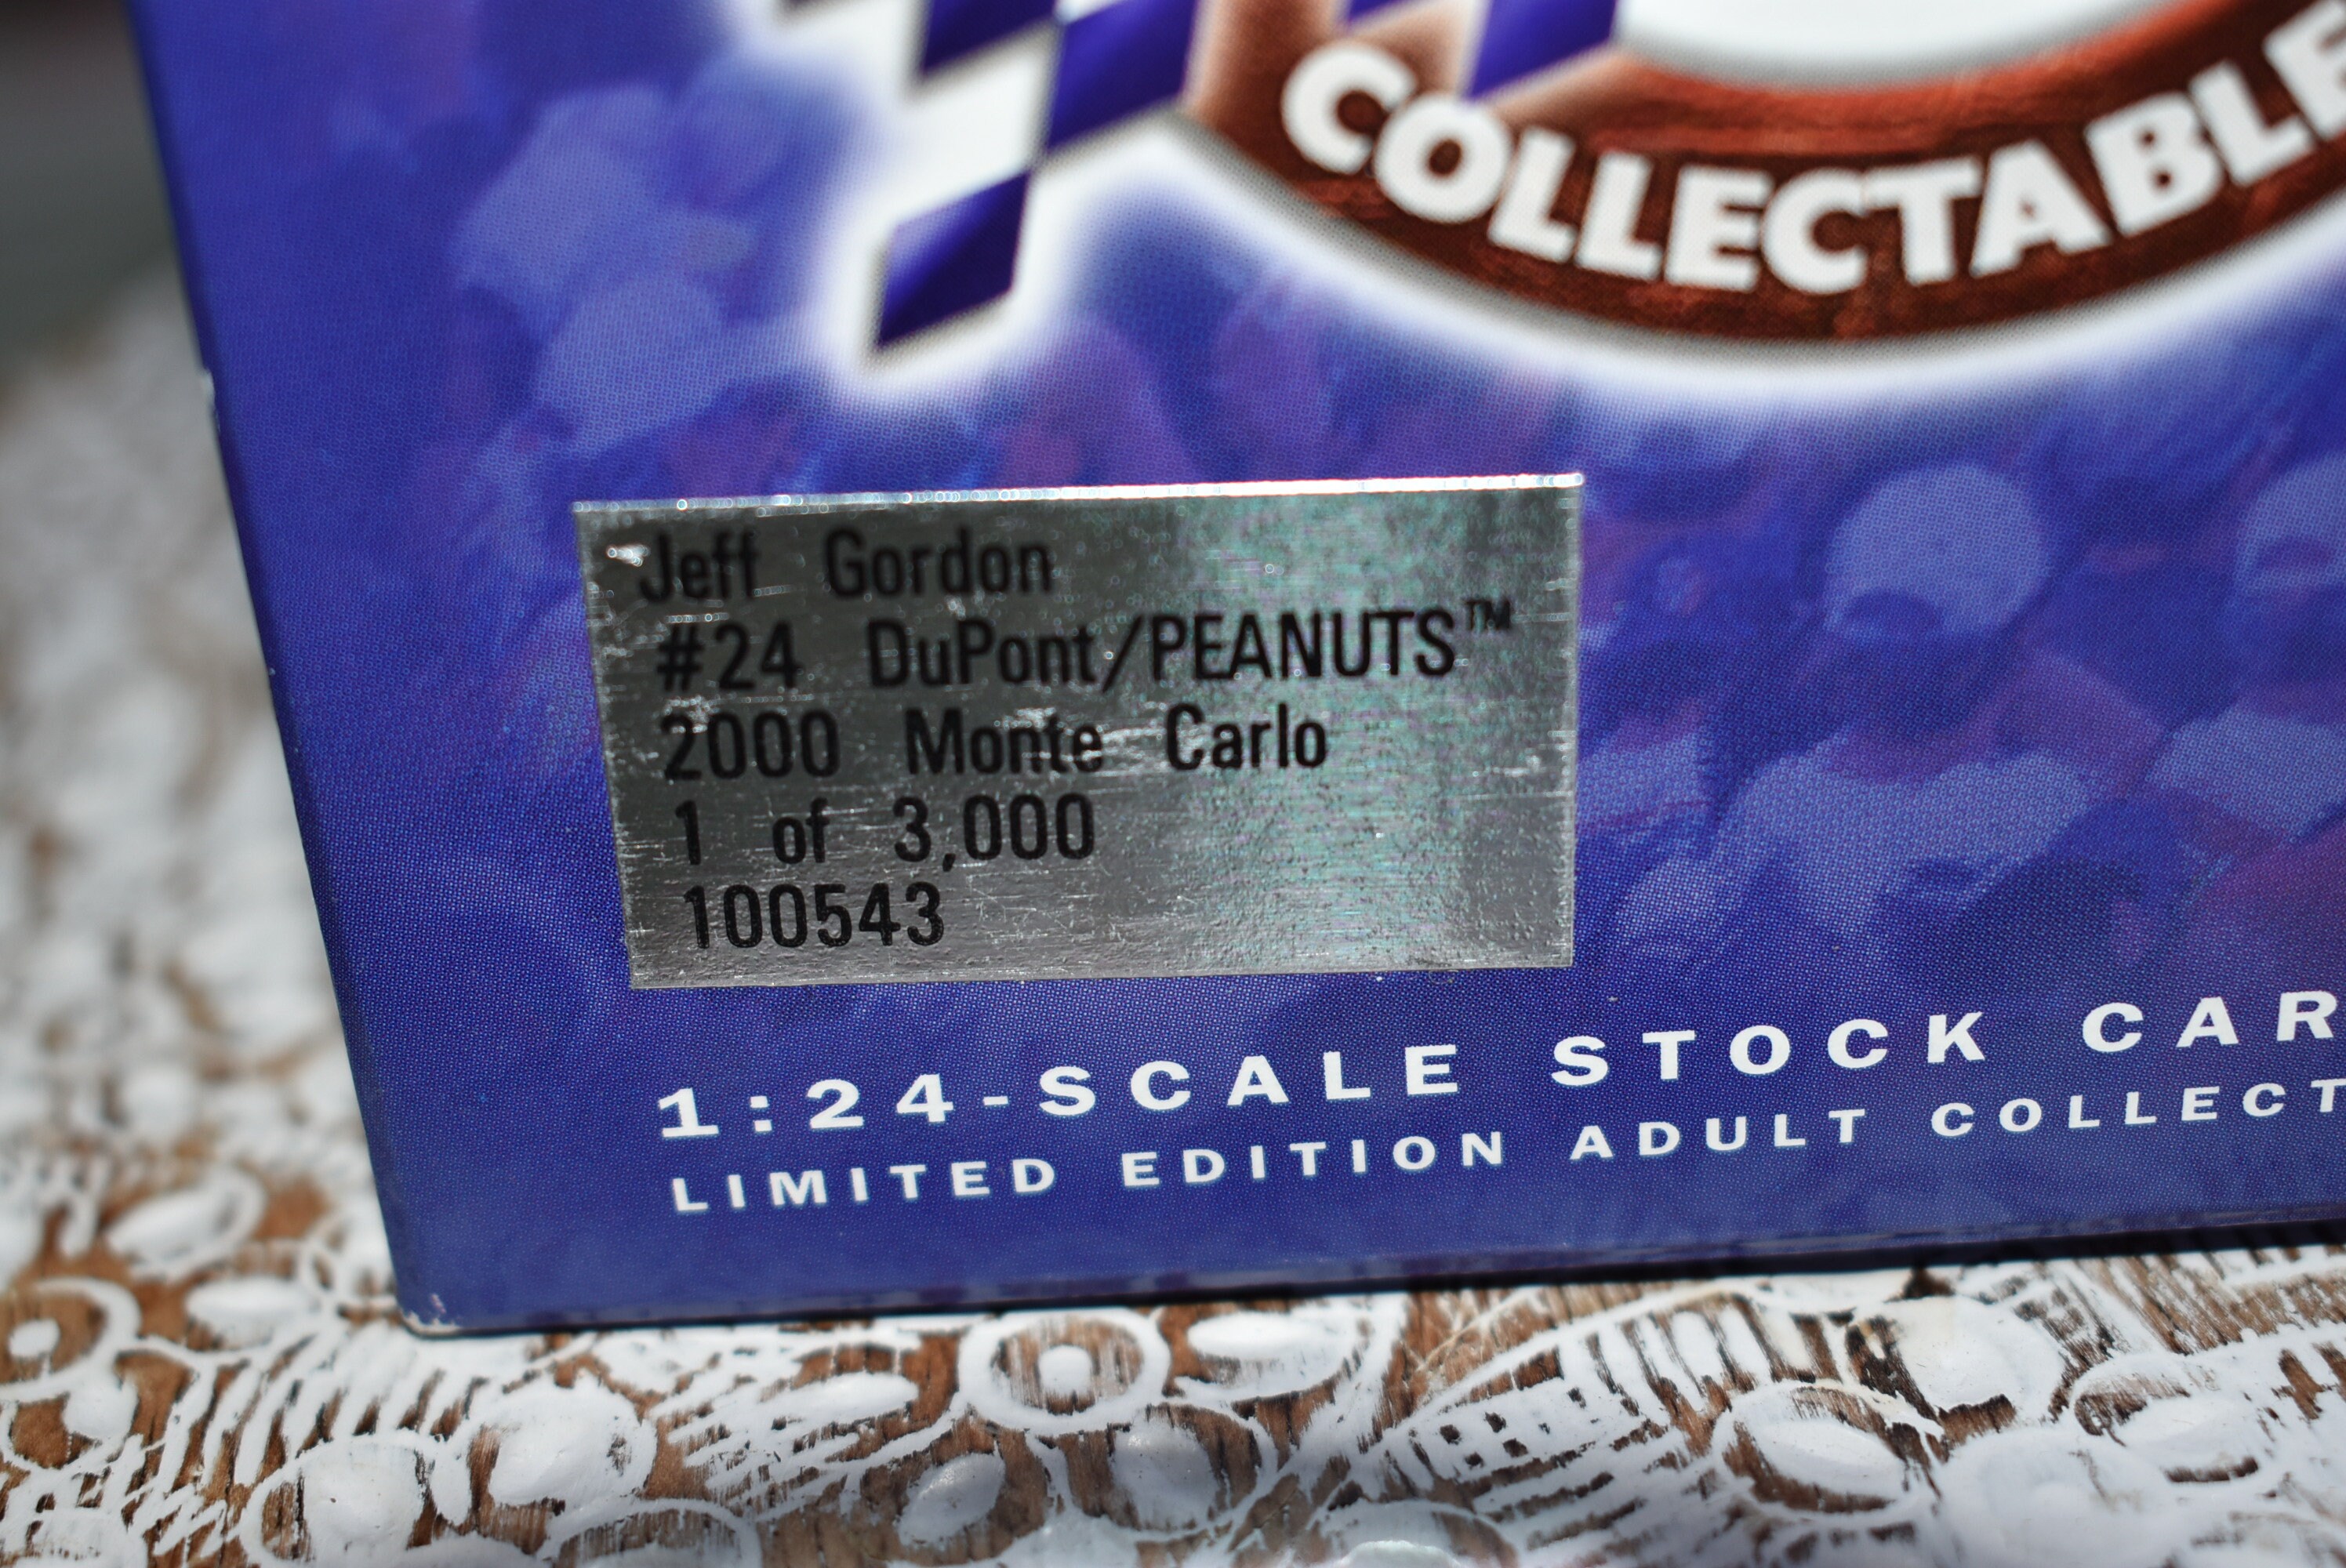 COLLECTABLE
Jeff Gordon
#24 DuPont/PEANUTS™
2000 Monte Carlo
1 of 3,000
100543
1:24-SCALE STOCK CAR
LIMITED EDITION ADULT COLLECT